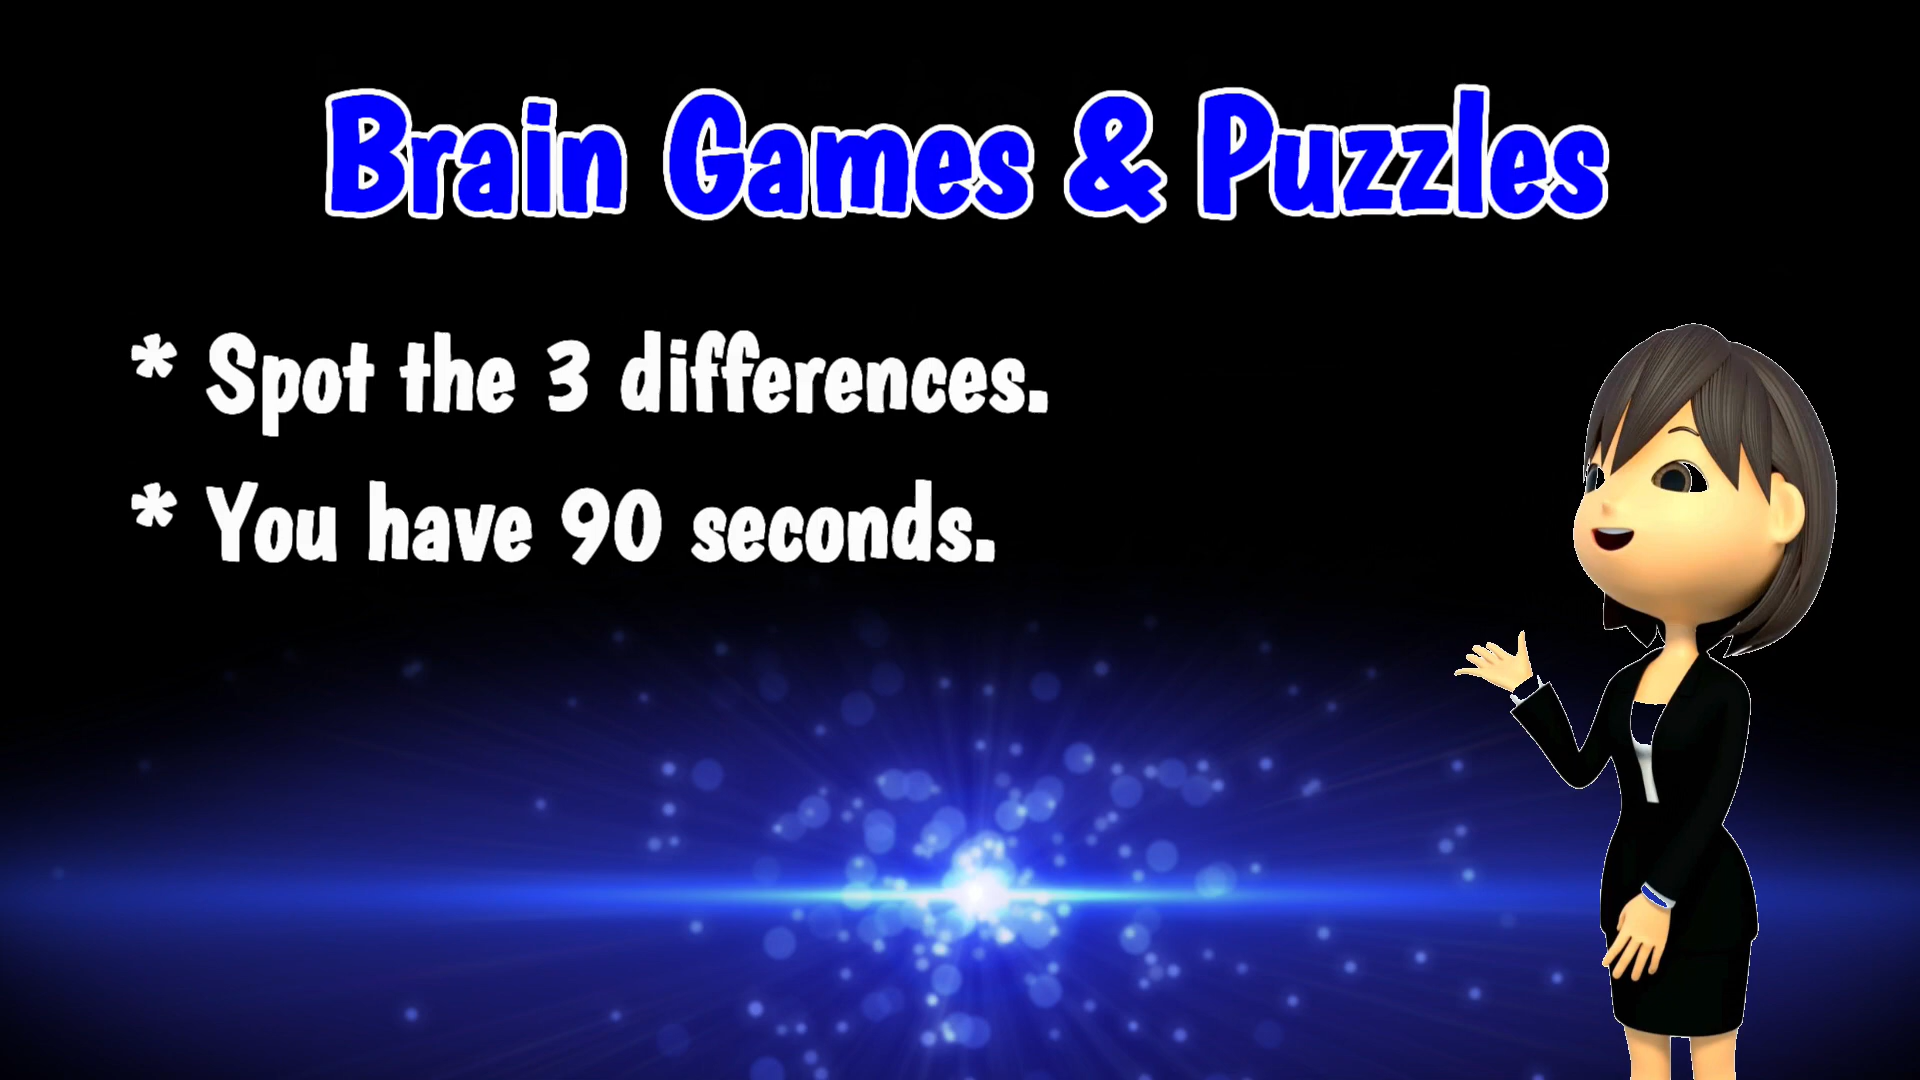 Brain Games & Puzzles
* Spot the 3 differences.
* You have 90 seconds.